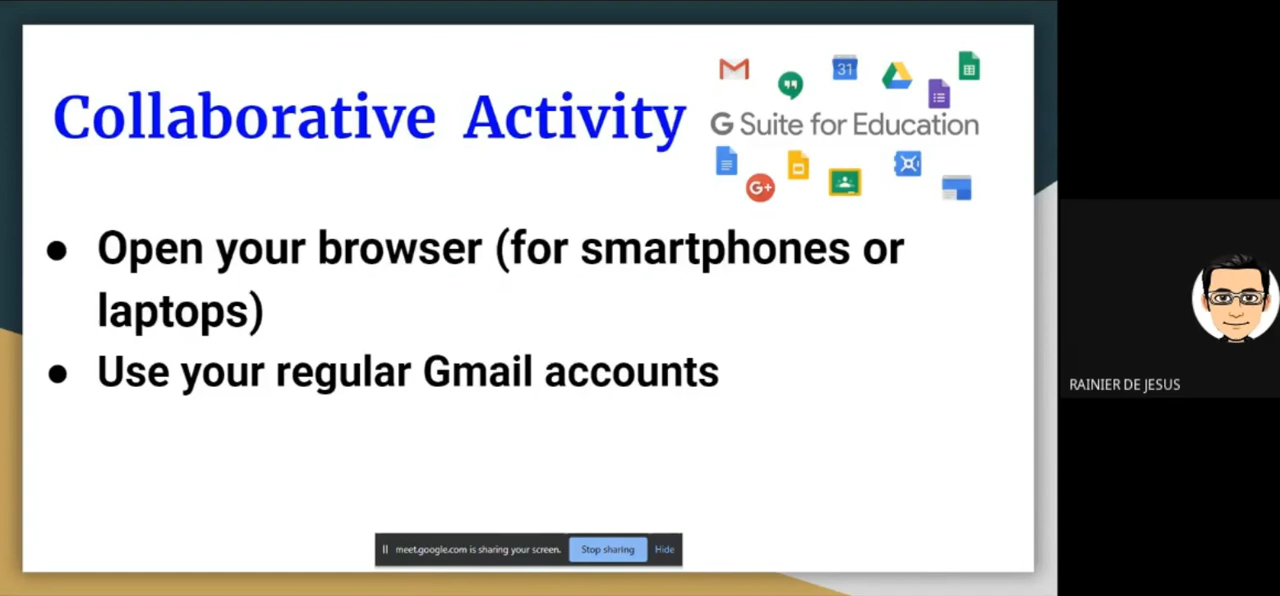 Collaborative Activity
31
G+
G Suite for Education
● Open your browser (for smartphones or
laptops)
● Use your regular Gmail accounts
RAINIER DE JESUS
meet.google.com is sharing your screen. Stop sharing Hide